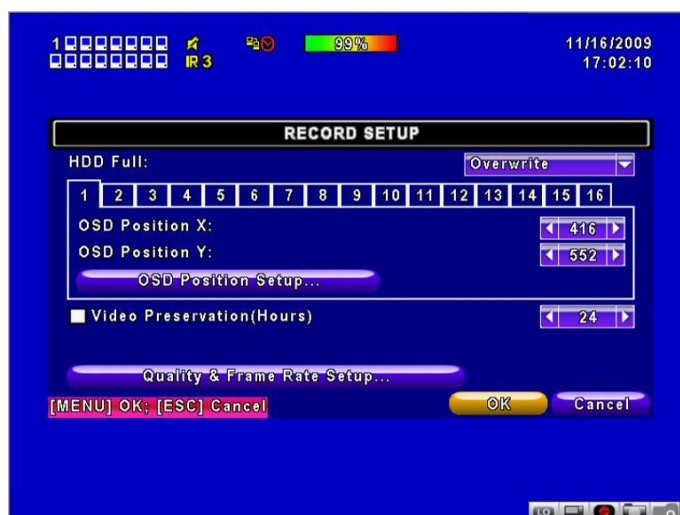 1 99% 11/16/2009
IR 3 17:02:10
RECORD SETUP
HDD Full: Overwrite
1 2 3 4 5 6 7 8 9 10 11 12 13 14 15 16
OSD Position X: 416
OSD Position Y: 552
OSD Position Setup...
Video Preservation(Hours) 24
Quality & Frame Rate Setup...
[MENU] OK; [ESC] Cancel OK Cancel